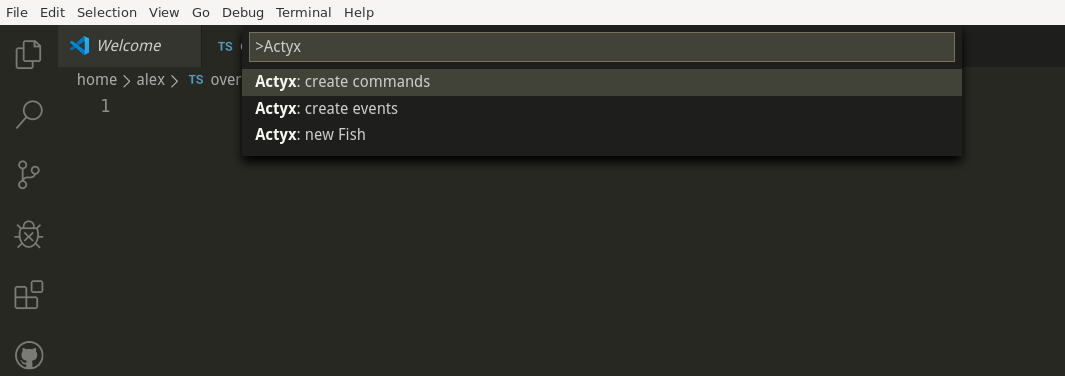 File Edit Selection View Go Debug Terminal Help
Welcome TS
>Actyx
home > alex > TS over
1
Actyx: create commands
Actyx: create events
Actyx: new Fish